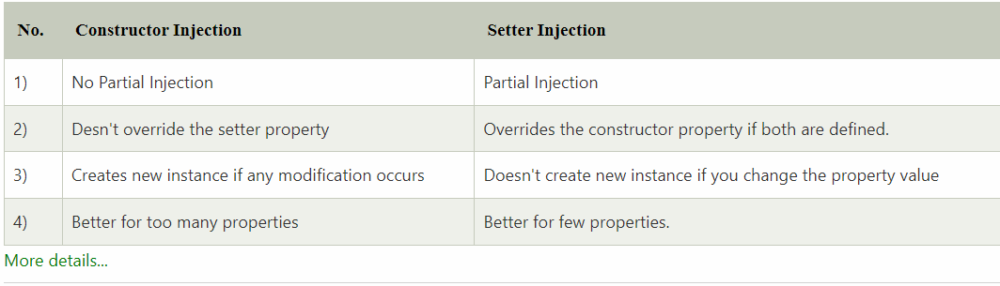 No. Constructor Injection Setter Injection
1) No Partial Injection Partial Injection
2) Desn't override the setter property Overrides the constructor property if both are defined.
3) Creates new instance if any modification occurs Doesn't create new instance if you change the property value
4) Better for too many properties Better for few properties.
More details...